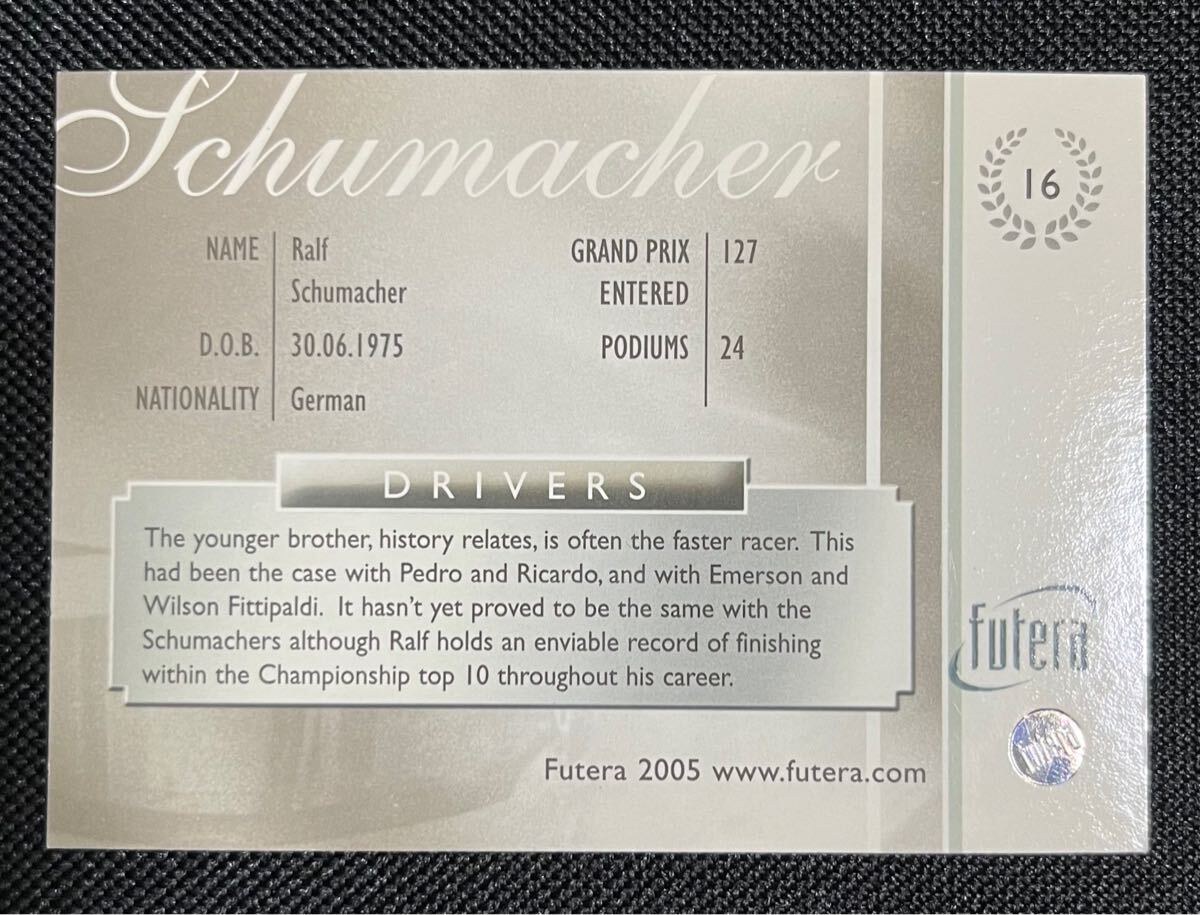 Schumacher
16
NAME Ralf
Schumacher
D.O.B. 30.06.1975
NATIONALITY German
GRAND PRIX 127
ENTERED
PODIUMS 24
DRIVERS
The younger brother, history relates, is often the faster racer. This
had been the case with Pedro and Ricardo, and with Emerson and
Wilson Fittipaldi. It hasn't yet proved to be the same with the
Schumachers although Ralf holds an enviable record of finishing
within the Championship top 10 throughout his career.
futera
Futera 2005 www.futera.com